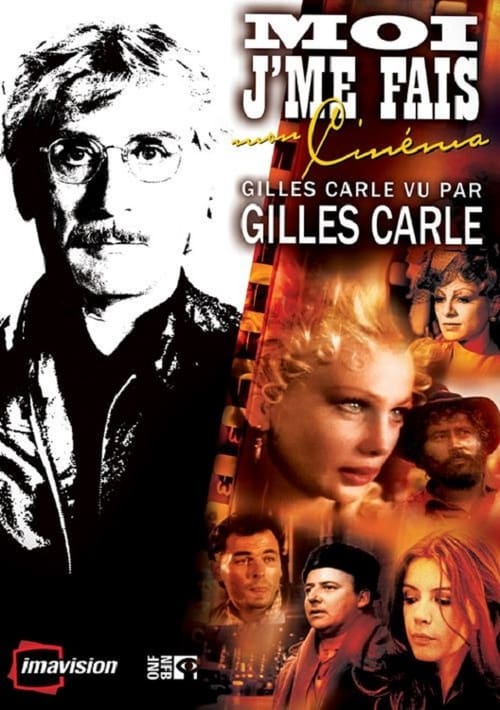 MOI
J'ME FAIS
mon Cinéma
GILLES CARLE VU PAR
GILLES CARLE
imavision
ONF
NFB